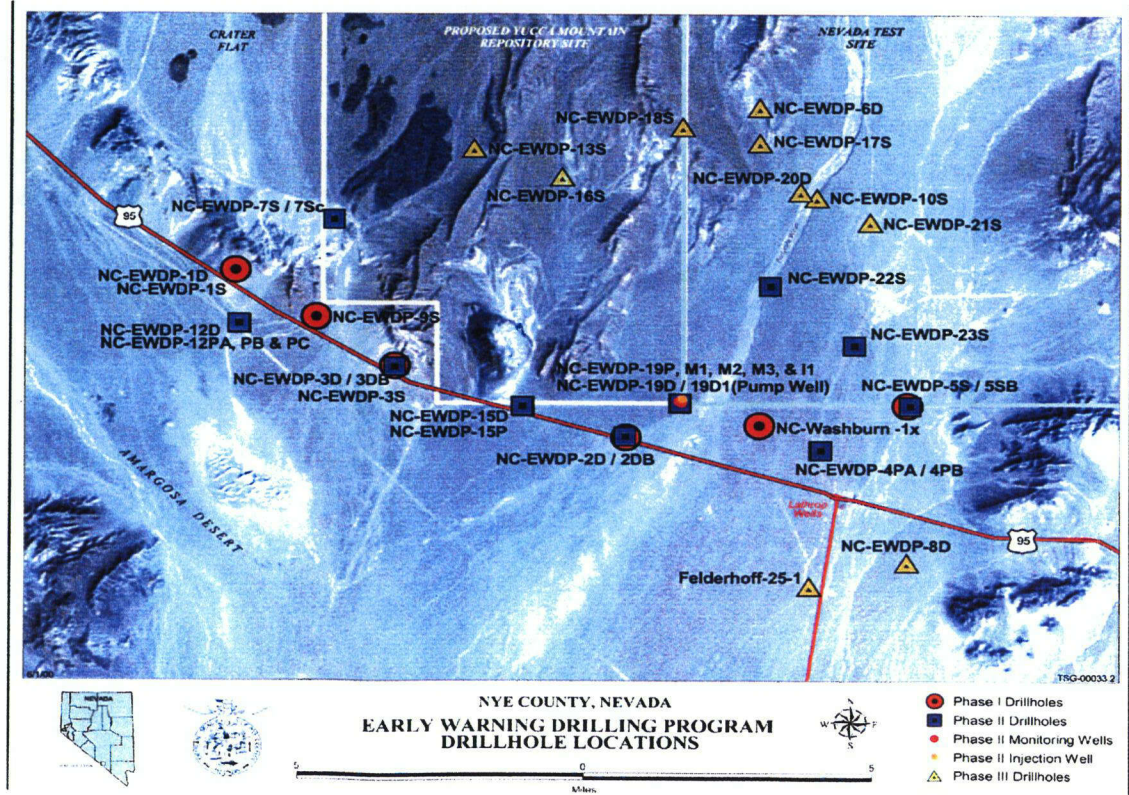 CRATER
FLAT
PROPOSED YUCCA MOUNTAIN
REPOSITORY SITE
NEVADA TEST
SITE
NC-EWDP-18S
NC-EWDP-6D
NC-EWDP-13S
NC-EWDP-17S
NC-EWDP-16S
NC-EWDP-20D
NC-EWDP-10S
NC-EWDP-7S / 7Sc
95
NC-EWDP-21S
NC-EWDP-1D
NC-EWDP-1S
NC-EWDP-22S
NC-EWDP-9S
NC-EWDP-12D
NC-EWDP-12PA, PB & PC
NC-EWDP-23S
NC-EWDP-3D / 3DB
NC-EWDP-3S
NC-EWDP-19P, M1, M2, M3, & I1
NC-EWDP-19D / 19D1(Pump Well)
NC-EWDP-5S / 5SB
NC-EWDP-15D
NC-EWDP-15P
NC-Washburn -1x
NC-EWDP-2D / 2DB
NC-EWDP-4PA / 4PB
AMARGOSA DESERT
Lathrop
Wells
95
NC-EWDP-8D
Felderhoff-25-1
TSG-00033 2
NEVADA
NYE COUNTY, NEVADA
EARLY WARNING DRILLING PROGRAM
DRILLHOLE LOCATIONS
5 0 5
Miles
N
W E
S
Phase I Drillholes
Phase II Drillholes
Phase II Monitoring Wells
Phase II Injection Well
Phase III Drillholes